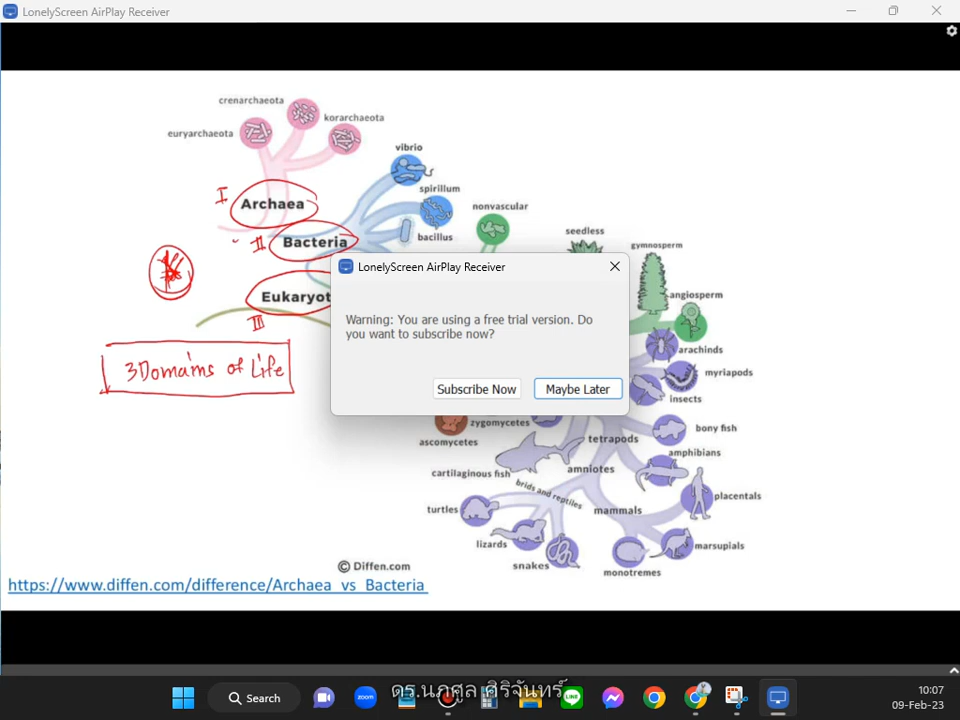 LonelyScreen AirPlay Receiver
crenarchaeota
korarchaeota
euryarchaeota
vibrio
spirillum
nonvascular
bacillus
seedless
gymnosperm
angiosperm
I
Archaea
II
Bacteria
Eukaryot
III
3 Domains of Life
LonelyScreen AirPlay Receiver
Warning: You are using a free trial version. Do
you want to subscribe now?
Subscribe Now
Maybe Later
arachinds
myriapods
insects
zygomycetes
ascomycetes
bony fish
tetrapods
amphibians
cartilaginous fish
amniotes
brids and reptiles
placentals
turtles
mammals
lizards
marsupials
snakes
monotremes
© Diffen.com
https://www.diffen.com/difference/Archaea_vs_Bacteria
Search
zoom
LINE
ดร.นภศูล ศิริจันทร์
10:07
09-Feb-23